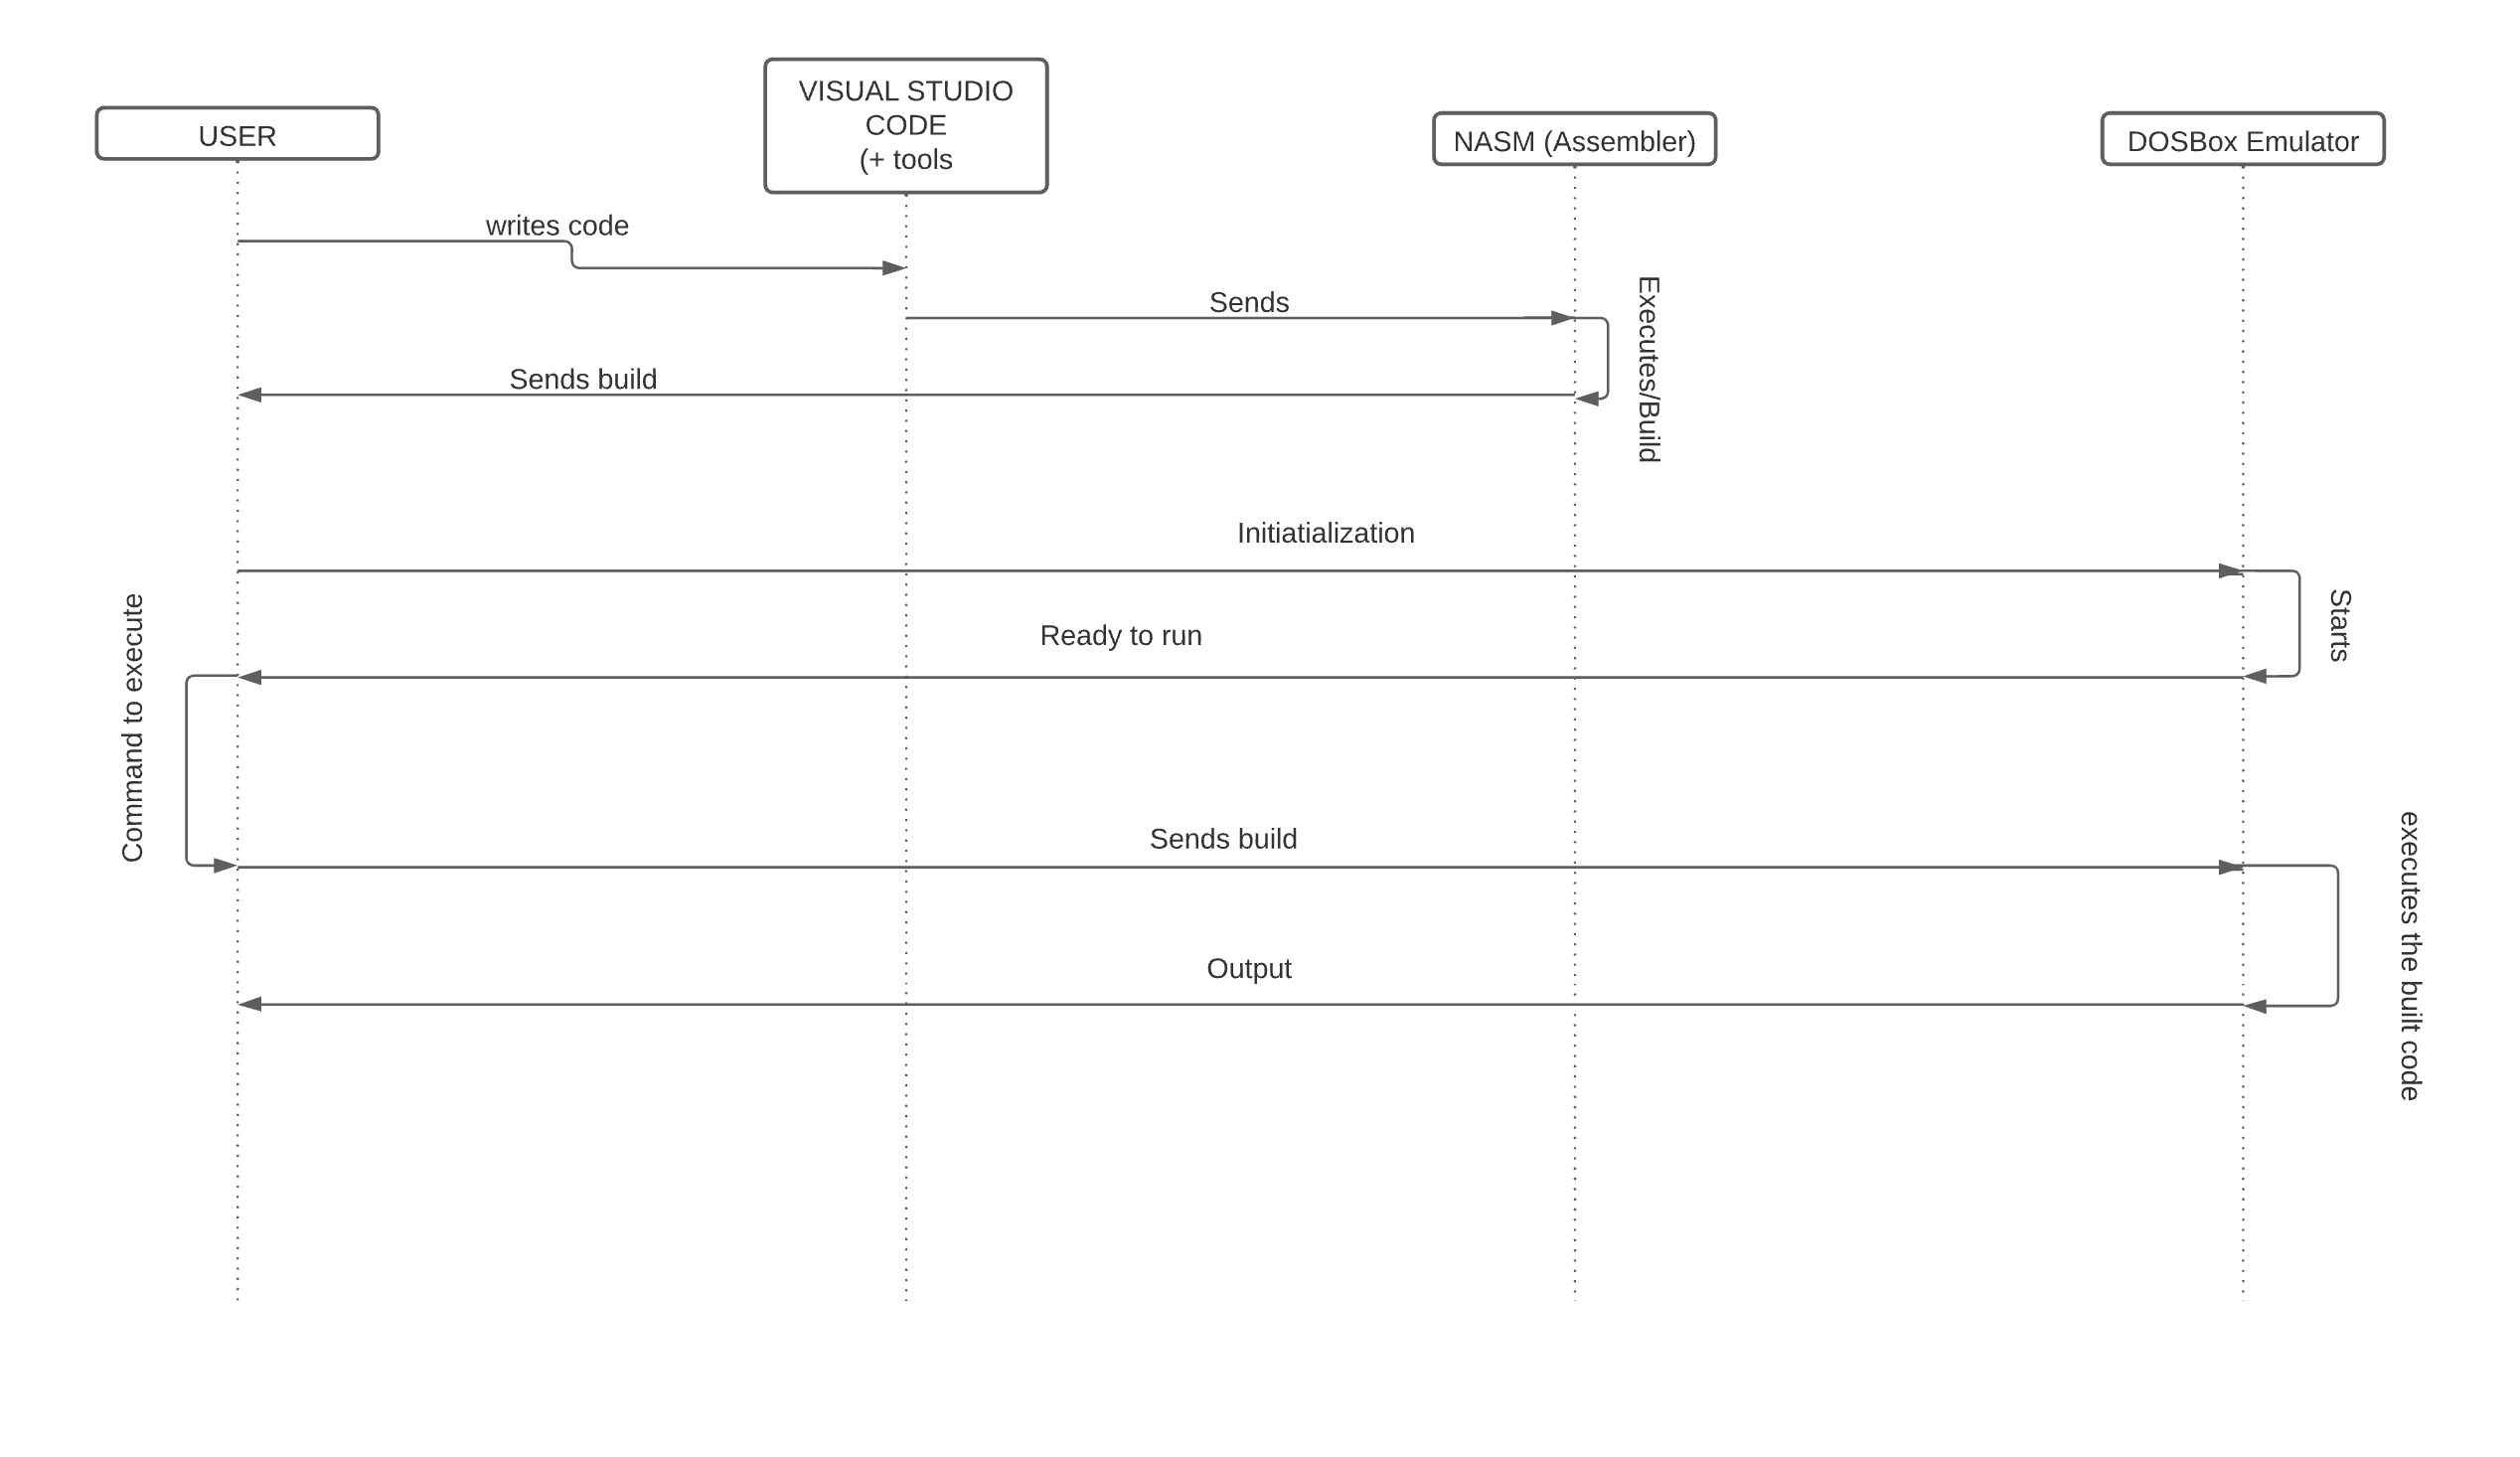 VISUAL STUDIO
CODE
(+ tools
USER
NASM (Assembler)
DOSBox Emulator
writes code
Sends
Executes/Build
Sends build
Initiatialization
Starts
Command to execute
Ready to run
Sends build
executes the built code
Output